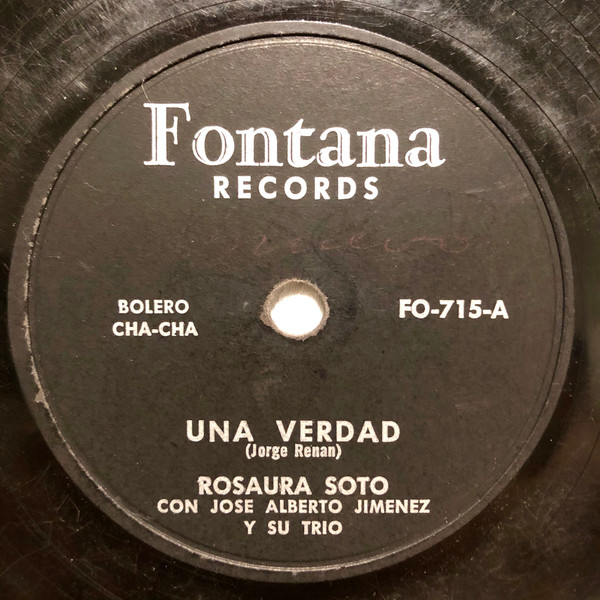 Fontana
RECORDS
BOLERO
CHA-CHA
FO-715-A
UNA VERDAD
(Jorge Renan)
ROSAURA SOTO
CON JOSE ALBERTO JIMENEZ
Y SU TRIO